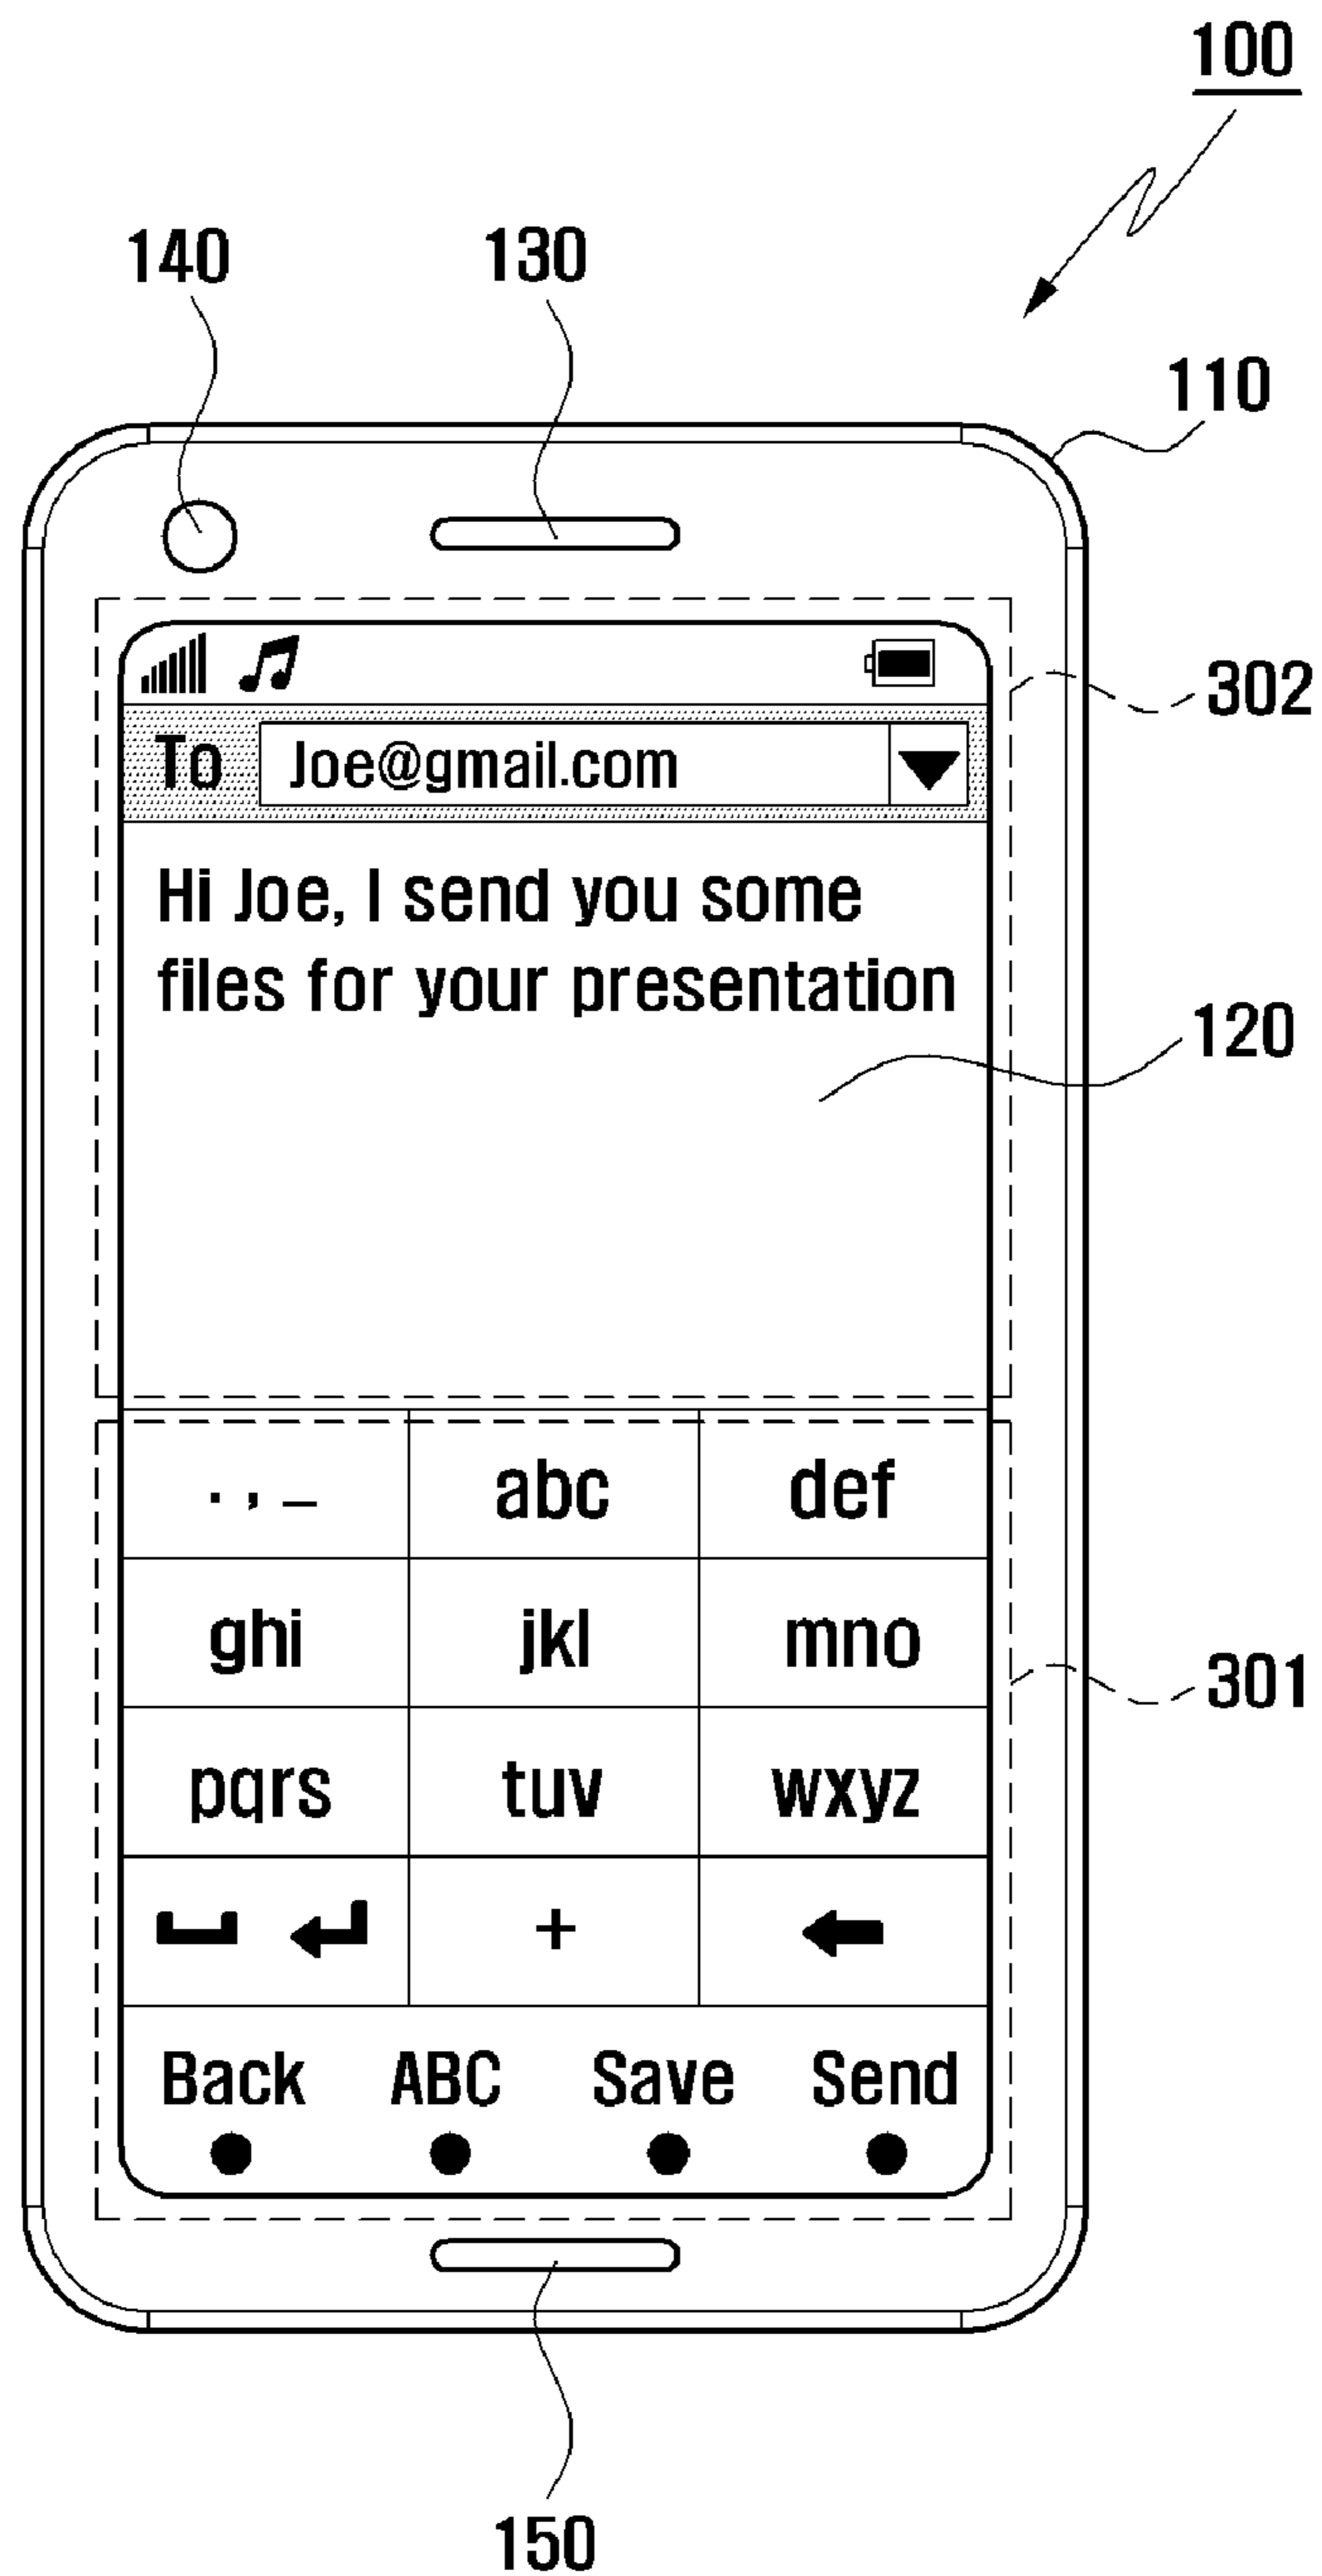 100
140 130
110
302
To Joe@gmail.com
Hi Joe, I send you some
files for your presentation
120
. , _ abc def
ghi jkl mno
301
pqrs tuv wxyz
+
Back ABC Save Send
150